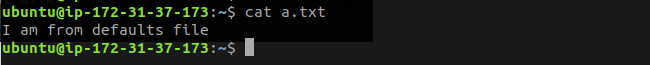 ubuntu@ip-172-31-37-173:~$ cat a.txt
I am from defaults file
ubuntu@ip-172-31-37-173:~$